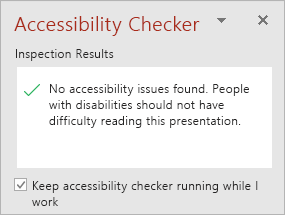 Accessibility Checker
Inspection Results
No accessibility issues found. People
with disabilities should not have
difficulty reading this presentation.
Keep accessibility checker running while I
work